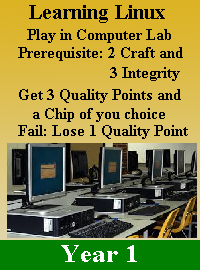 Learning Linux
Play in Computer Lab
Prerequisite: 2 Craft and
3 Integrity
Get 3 Quality Points and
a Chip of you choice
Fail: Lose 1 Quality Point
Year 1